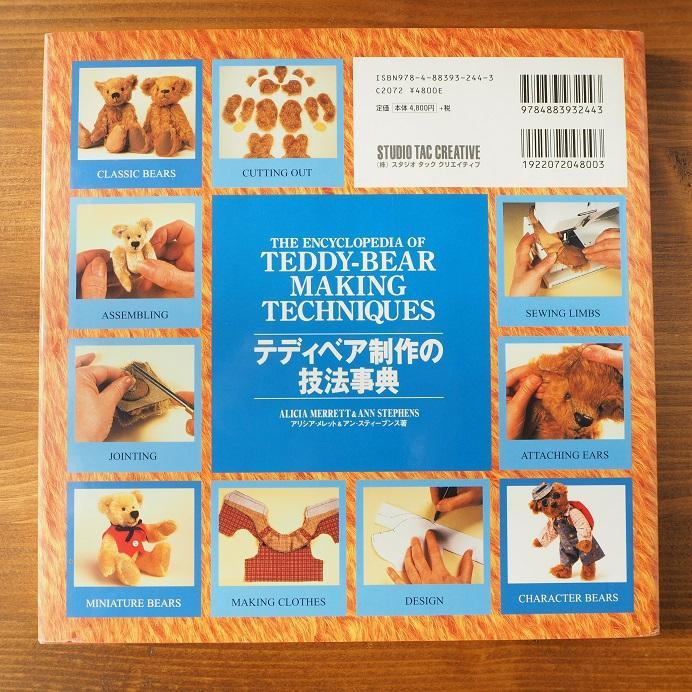 CLASSIC BEARS
CUTTING OUT
ISBN978-4-88393-244-3
C2072 ¥4800E
定価 本体 4,800円 +税
STUDIO TAC CREATIVE
(株)スタジオ タック クリエイティブ
9784883932443
1922072048003
ASSEMBLING
THE ENCYCLOPEDIA OF
TEDDY-BEAR
MAKING
TECHNIQUES
テディベア制作の
技法事典
ALICIA MERRETT & ANN STEPHENS
アリシア・メレット&アン・スティーブンス著
SEWING LIMBS
JOINTING
ATTACHING EARS
MINIATURE BEARS
MAKING CLOTHES
DESIGN
CHARACTER BEARS